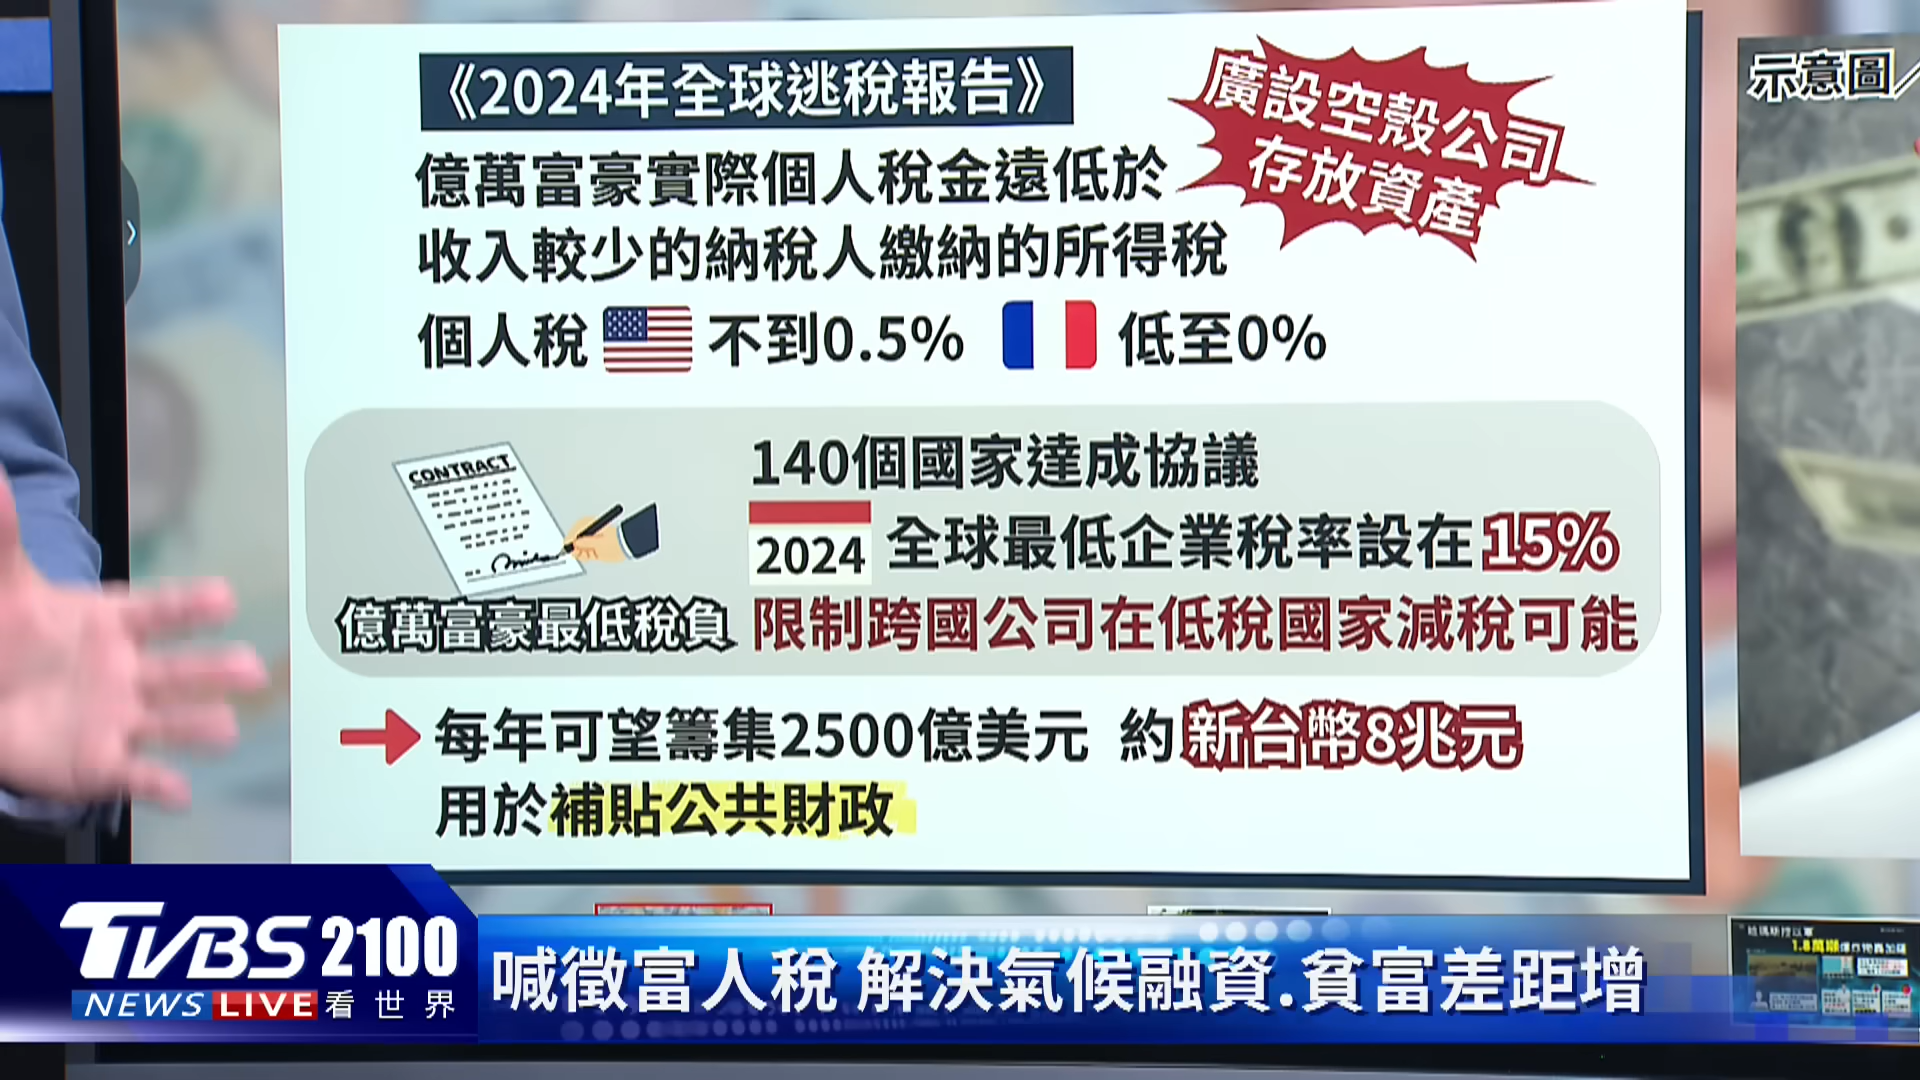 《2024年全球逃稅報告》
廣設空殼公司
存放資產
億萬富豪實際個人稅金遠低於
收入較少的納稅人繳納的所得稅
個人稅 不到0.5% 低至0%
CONTRACT
140個國家達成協議
2024 全球最低企業稅率設在15%
億萬富豪最低稅負
限制跨國公司在低稅國家減稅可能
每年可望籌集2500億美元 約新台幣8兆元
用於補貼公共財政
示意圖/
TVBS 2100
NEWS LIVE 看世界
喊徵富人稅 解決氣候融資.貧富差距增